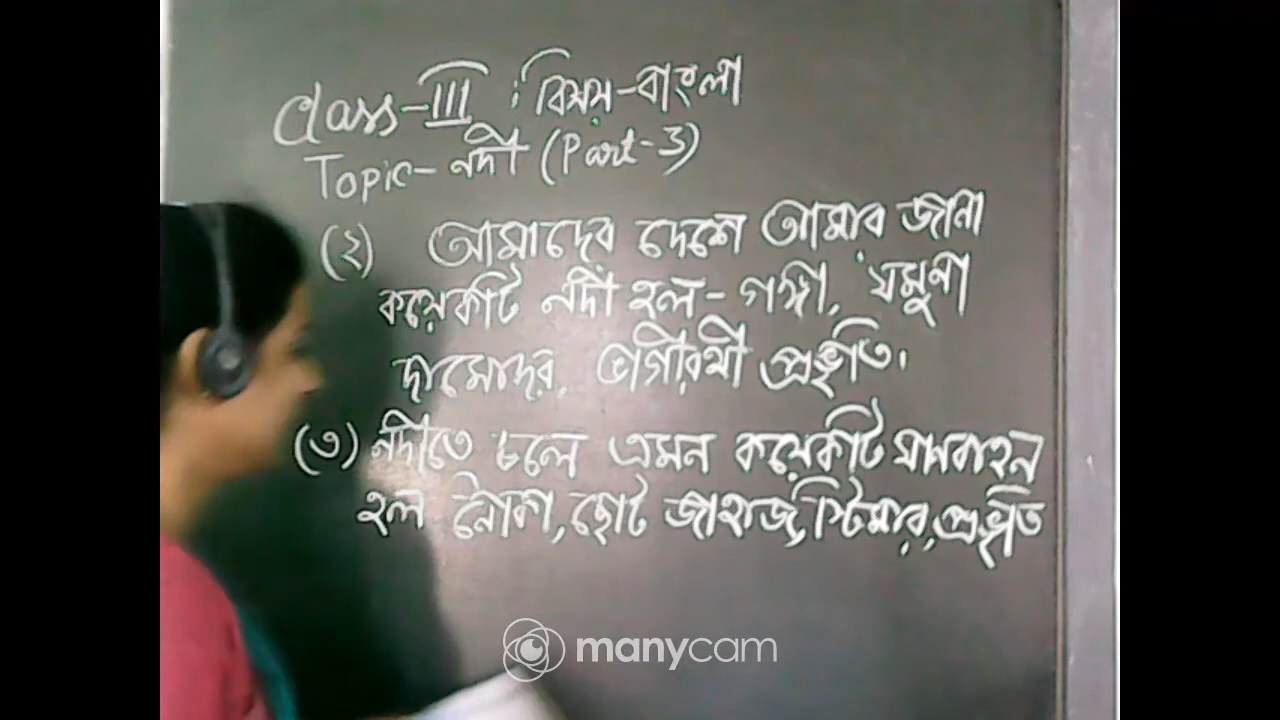 Class-III : বিষয়-বাংলা
Topic- নদী (Part-3)
(২) আমাদের দেশে আমার জানা
কয়েকটি নদী হল - গঙ্গা, যমুনা
দামোদর, ভাগীরথী প্রভৃতি।
(৩) নদীতে চলে এমন কয়েকটি যানবাহন
হল নৌকা, ছোট জাহাজ, স্টিমার, প্রভৃতি
manycam